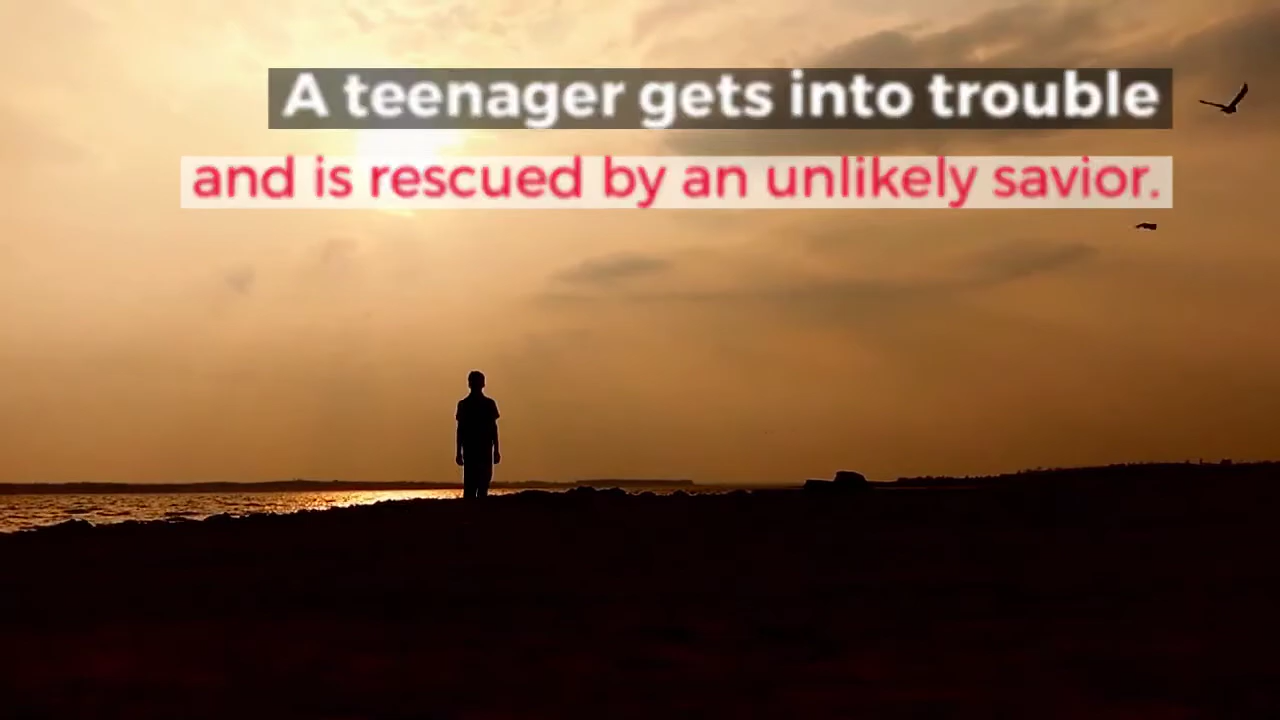 A teenager gets into trouble
and is rescued by an unlikely savior.